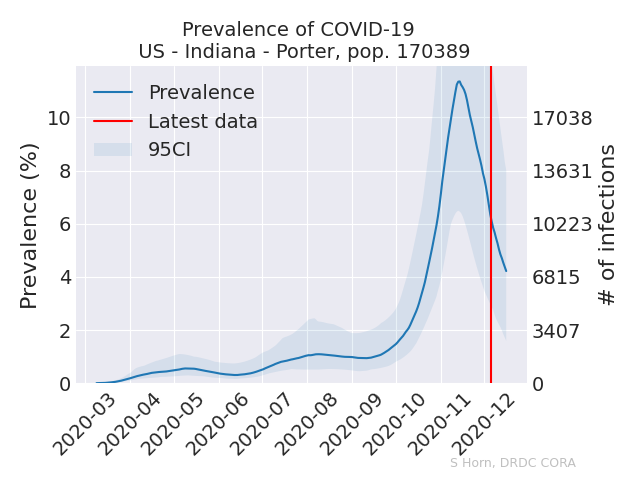 Prevalence of COVID-19
US - Indiana - Porter, pop. 170389
Prevalence
Latest data
95CI
Prevalence (%)
10
8
6
4
2
0
17038
13631
10223
6815
3407
0
# of infections
2020-03
2020-04
2020-05
2020-06
2020-07
2020-08
2020-09
2020-10
2020-11
2020-12
S Horn, DRDC CORA